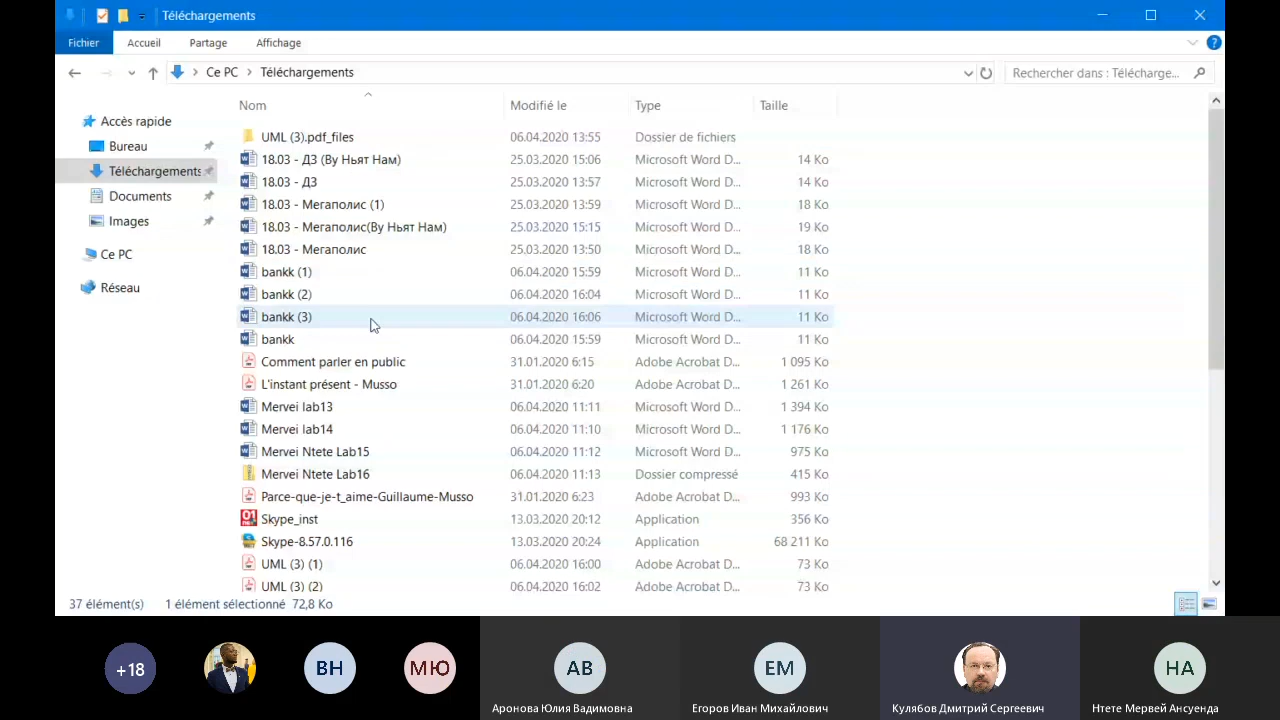 Téléchargements
Fichier Accueil Partage Affichage
Ce PC Téléchargements Rechercher dans : Télécharge...
Nom Modifié le Type Taille
Accès rapide
Bureau
Téléchargements
Documents
Images
Ce PC
Réseau
UML (3).pdf_files 06.04.2020 13:55 Dossier de fichiers
18.03 - ДЗ (Ву Ньят Нам) 25.03.2020 15:06 Microsoft Word D... 14 Ko
18.03 - ДЗ 25.03.2020 13:57 Microsoft Word D... 14 Ko
18.03 - Мегаполис (1) 25.03.2020 13:59 Microsoft Word D... 18 Ko
18.03 - Мегаполис(Ву Ньят Нам) 25.03.2020 15:15 Microsoft Word D... 19 Ko
18.03 - Мегаполис 25.03.2020 13:50 Microsoft Word D... 18 Ko
bankk (1) 06.04.2020 15:59 Microsoft Word D... 11 Ko
bankk (2) 06.04.2020 16:04 Microsoft Word D... 11 Ko
bankk (3) 06.04.2020 16:06 Microsoft Word D... 11 Ko
bankk 06.04.2020 15:59 Microsoft Word D... 11 Ko
Comment parler en public 31.01.2020 6:15 Adobe Acrobat D... 1 095 Ko
L'instant présent - Musso 31.01.2020 6:20 Adobe Acrobat D... 1 261 Ko
Mervei lab13 06.04.2020 11:11 Microsoft Word D... 1 394 Ko
Mervei lab14 06.04.2020 11:10 Microsoft Word D... 1 176 Ko
Mervei Ntete Lab15 06.04.2020 11:12 Microsoft Word D... 975 Ko
Mervei Ntete Lab16 06.04.2020 11:13 Dossier compressé 415 Ko
Parce-que-je-t_aime-Guillaume-Musso 31.01.2020 6:23 Adobe Acrobat D... 993 Ko
Skype_inst 13.03.2020 20:12 Application 356 Ko
Skype-8.57.0.116 13.03.2020 20:24 Application 68 211 Ko
UML (3) (1) 06.04.2020 16:00 Adobe Acrobat D... 73 Ko
UML (3) (2) 06.04.2020 16:02 Adobe Acrobat D... 73 Ko
37 élément(s) 1 élément sélectionné 72,8 Ko
+18 ВН МЮ АВ ЕМ НА
Аронова Юлия Вадимовна Егоров Иван Михайлович Кулябов Дмитрий Сергеевич Нтете Мервей Ансуенда